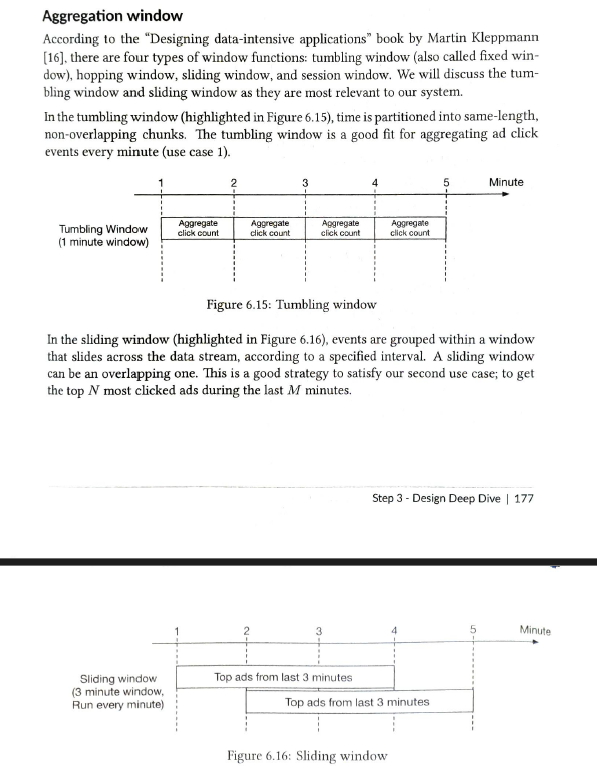 Aggregation window
According to the “Designing data-intensive applications” book by Martin Kleppmann
[16], there are four types of window functions: tumbling window (also called fixed win-
dow), hopping window, sliding window, and session window. We will discuss the tum-
bling window and sliding window as they are most relevant to our system.
In the tumbling window (highlighted in Figure 6.15), time is partitioned into same-length,
non-overlapping chunks. The tumbling window is a good fit for aggregating ad click
events every minute (use case 1).
1 2 3 4 5 Minute
Tumbling Window
(1 minute window)
Aggregate Aggregate Aggregate Aggregate
click count click count click count click count
Figure 6.15: Tumbling window
In the sliding window (highlighted in Figure 6.16), events are grouped within a window
that slides across the data stream, according to a specified interval. A sliding window
can be an overlapping one. This is a good strategy to satisfy our second use case; to get
the top N most clicked ads during the last M minutes.
Step 3 - Design Deep Dive | 177
1 2 3 4 5 Minute
Sliding window
(3 minute window,
Run every minute)
Top ads from last 3 minutes
Top ads from last 3 minutes
Figure 6.16: Sliding window